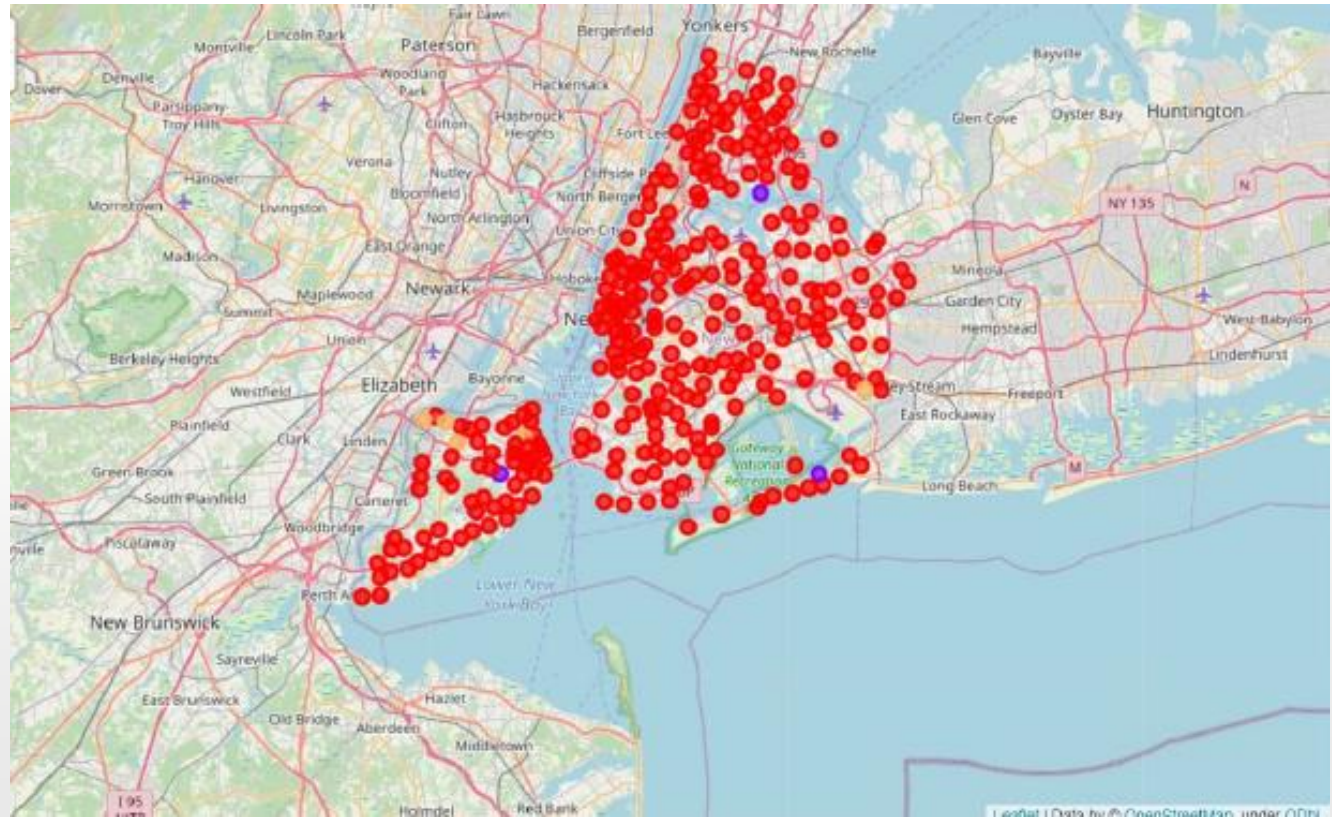 Fair Lawn
Yonkers
Bergenfield
Lincoln Park
Montville
Paterson
New Rochelle
Bayville
Denville
Dover
Woodland
Park
Hackensack
Parsippany-
Troy Hills
Clifton
Hasbrouck
Heights
Fort Lee
Glen Cove
Oyster Bay
Huntington
Verona
Nutley
Cliffside
Hanover
Bloomfield
North Bergen
N
Morristown
Livingston
North Arlington
NY 135
Union City
East Orange
Madison
Mineola
Maplewood
Newark
Hoboken
Garden City
Summit
Hempstead
West Babylon
Union
Berkeley Heights
Lindenhurst
Elizabeth
Bayonne
Westfield
Freeport
East Rockaway
Plainfield
Clark
Linden
Gateway
National
Green Brook
M
Long Beach
South Plainfield
Carteret
Woodbridge
Piscataway
Lower New
York Bay
Perth
New Brunswick
Sayreville
East Brunswick
Hazlet
Old Bridge
Aberdeen
Middletown
I 95
Holmdel
Red Bank
Leaflet | Data by © OpenStreetMap, under ODbL